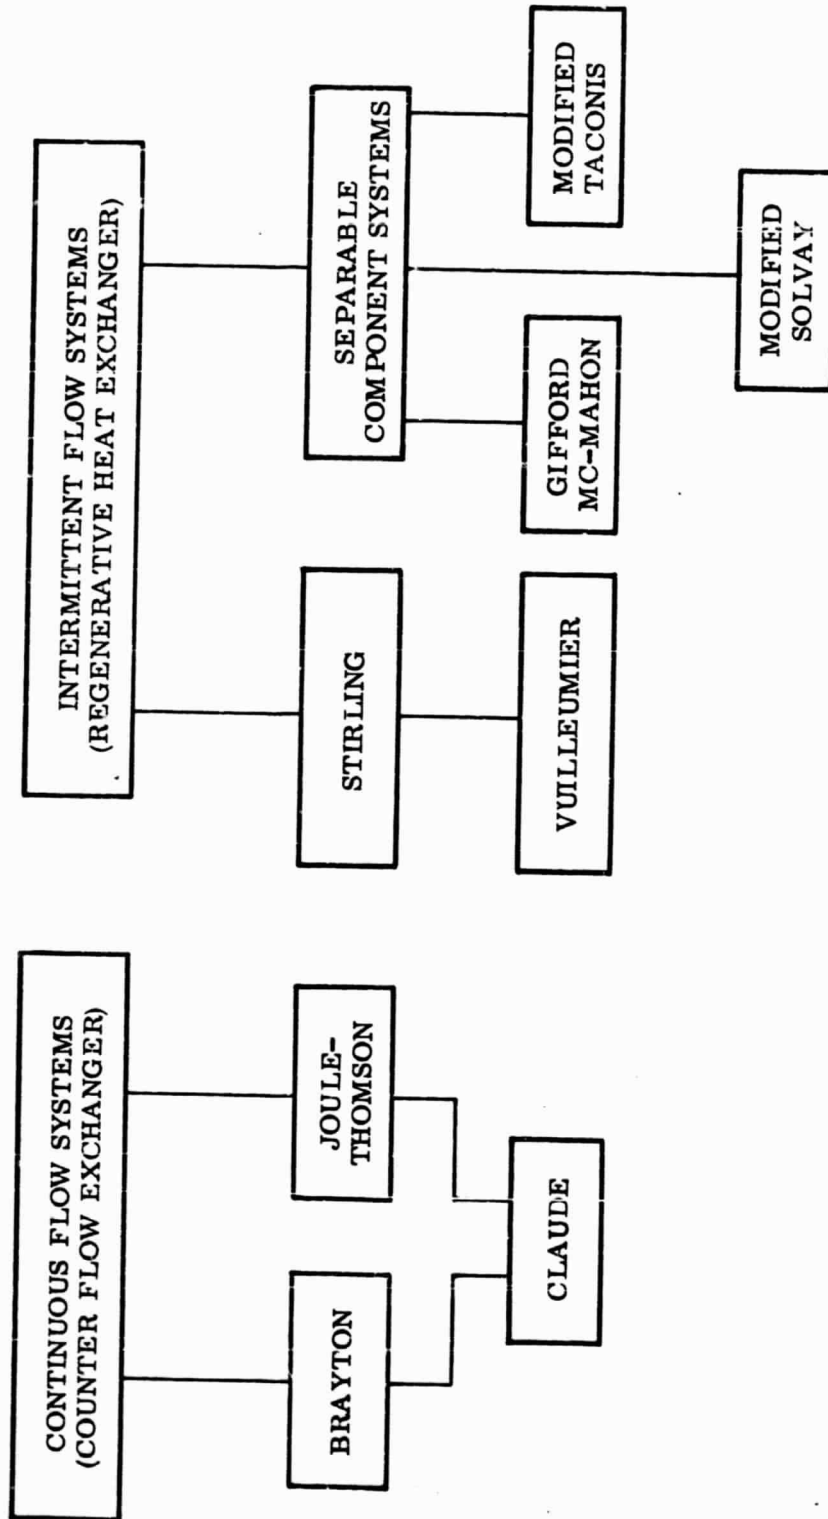 CONTINUOUS FLOW SYSTEMS
(COUNTER FLOW EXCHANGER)
BRAYTON
JOULE-
THOMSON
CLAUDE
INTERMITTENT FLOW SYSTEMS
(REGENERATIVE HEAT EXCHANGER)
STIRLING
VUILLEUMIER
SEPARABLE
COMPONENT SYSTEMS
GIFFORD
MC-MAHON
MODIFIED
SOLVAY
MODIFIED
TACONIS